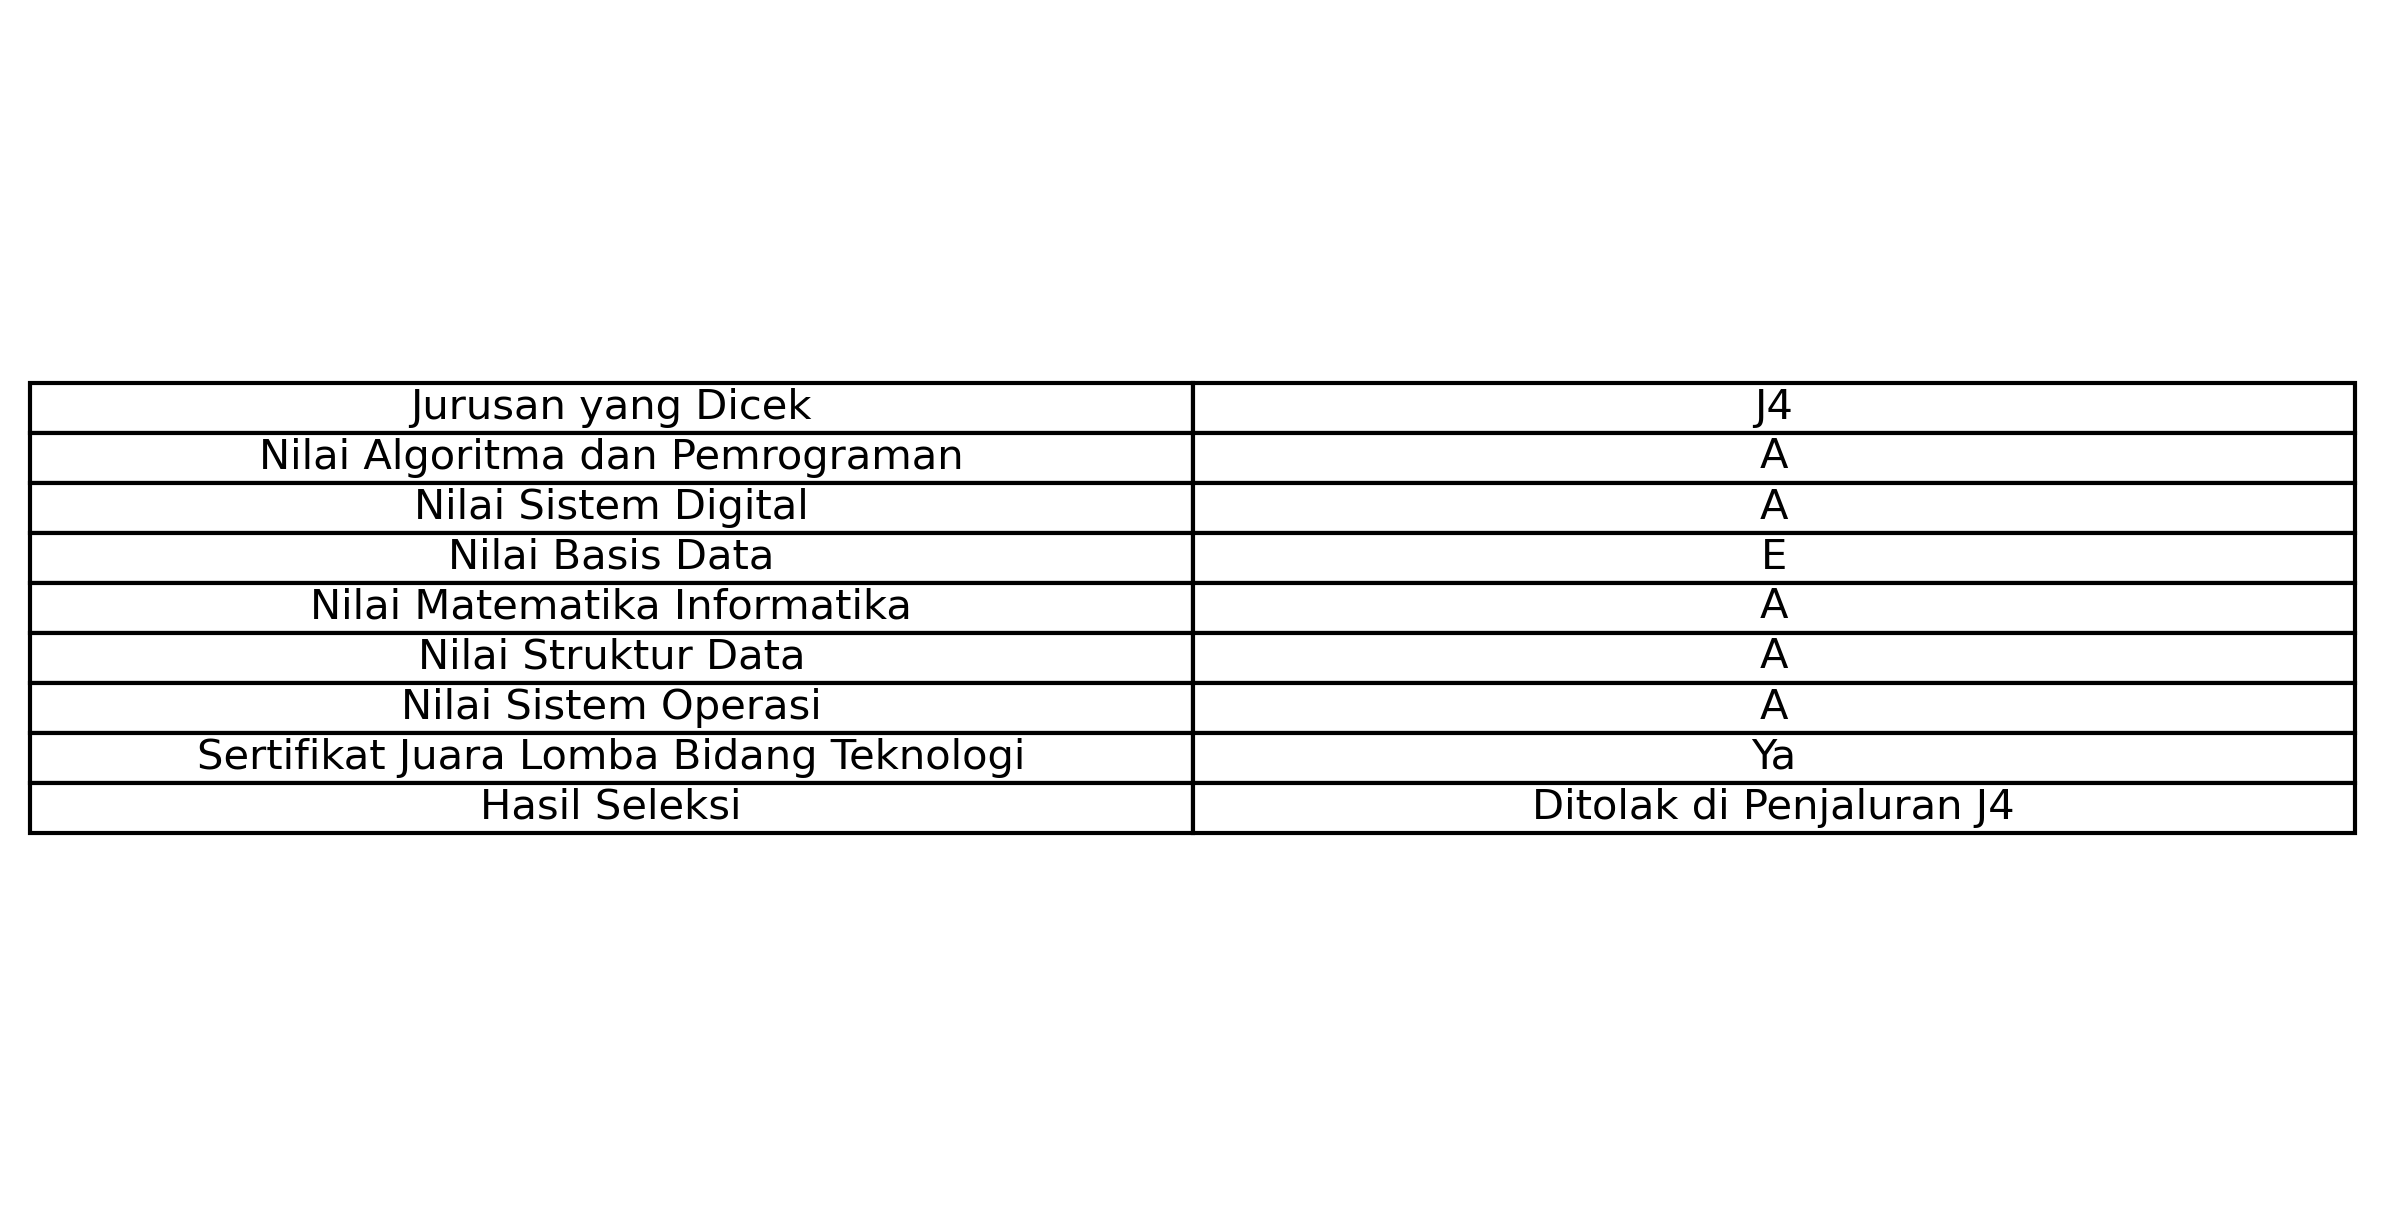 Jurusan yang Dicek J4
Nilai Algoritma dan Pemrograman A
Nilai Sistem Digital A
Nilai Basis Data E
Nilai Matematika Informatika A
Nilai Struktur Data A
Nilai Sistem Operasi A
Sertifikat Juara Lomba Bidang Teknologi Ya
Hasil Seleksi Ditolak di Penjaluran J4